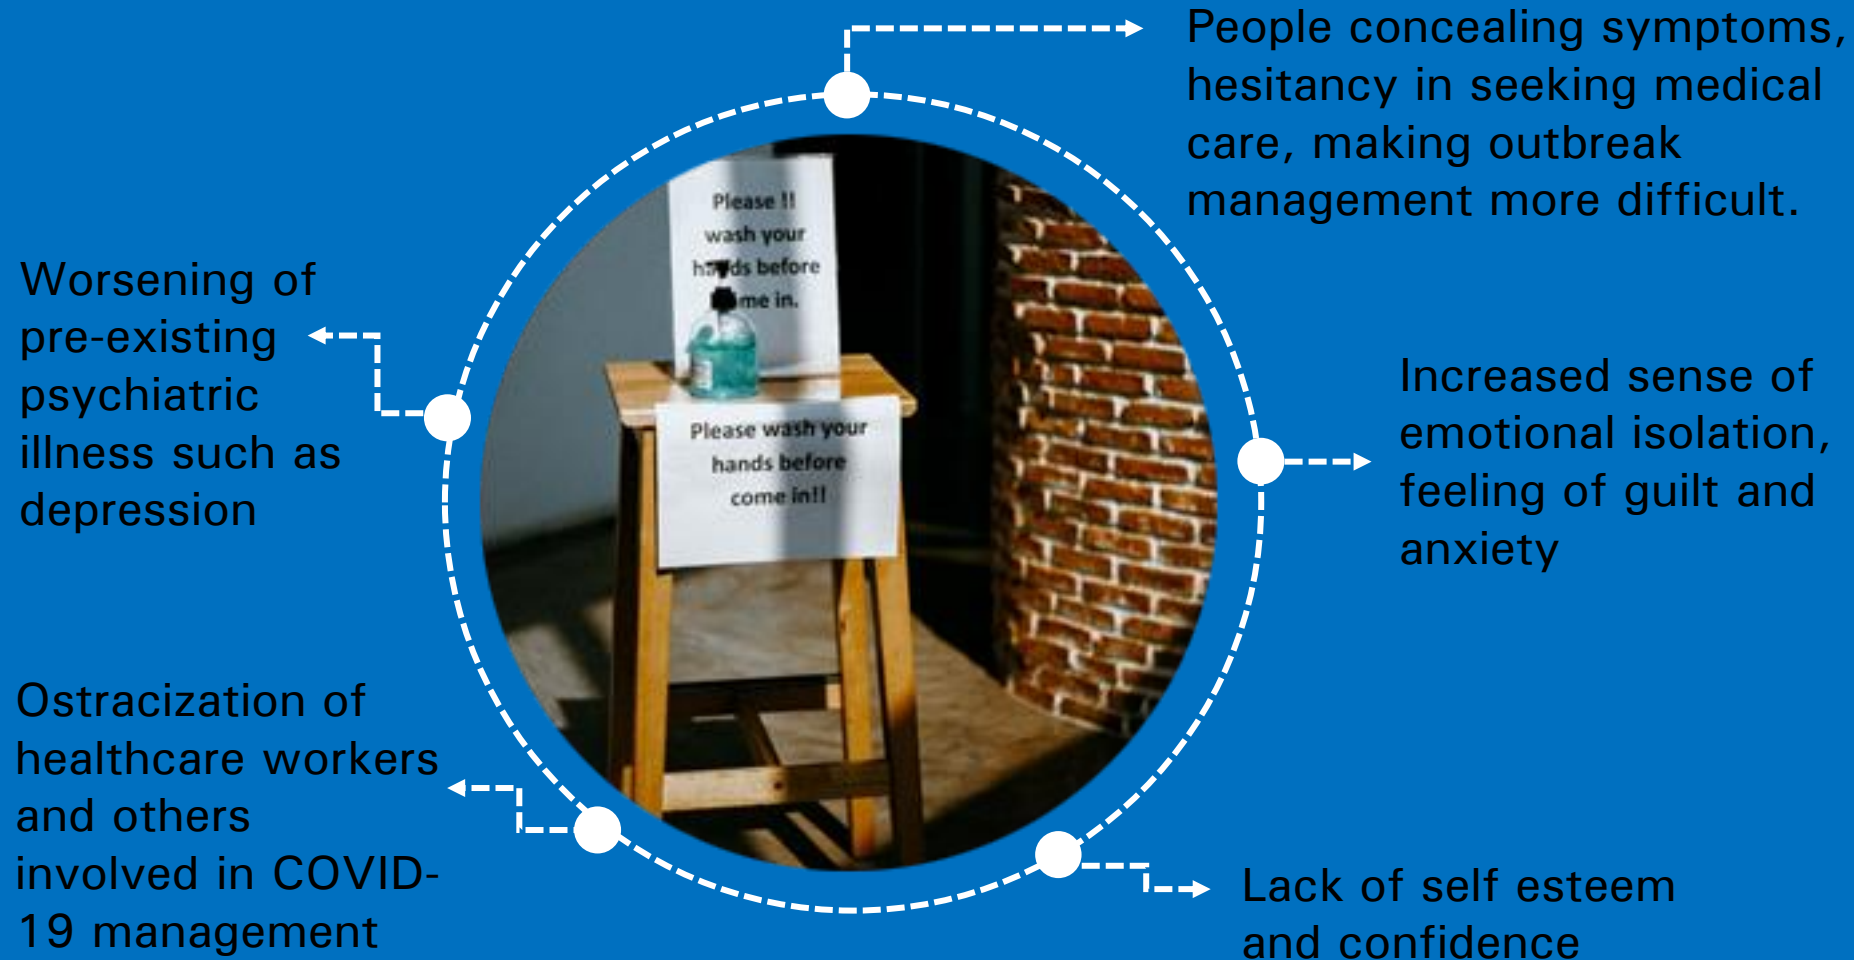 People concealing symptoms,
hesitancy in seeking medical
care, making outbreak
management more difficult.
Increased sense of
emotional isolation,
feeling of guilt and
anxiety
Lack of self esteem
and confidence
Ostracization of
healthcare workers
and others
involved in COVID-
19 management
Worsening of
pre-existing
psychiatric
illness such as
depression
Please !!
wash your
hands before
me in.
Please wash your
hands before
come in!!